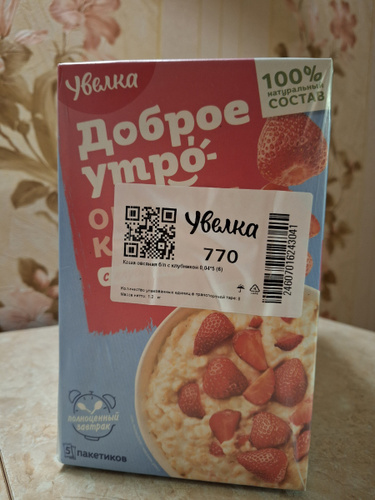 Увелка
100%
натуральный
СОСТАВ
Доброе
утро
Увелка
770
Каша овсяная б/п с клубникой 0,04*5 (6)
24607016243041
полноценный
завтрак
5
пакетиков